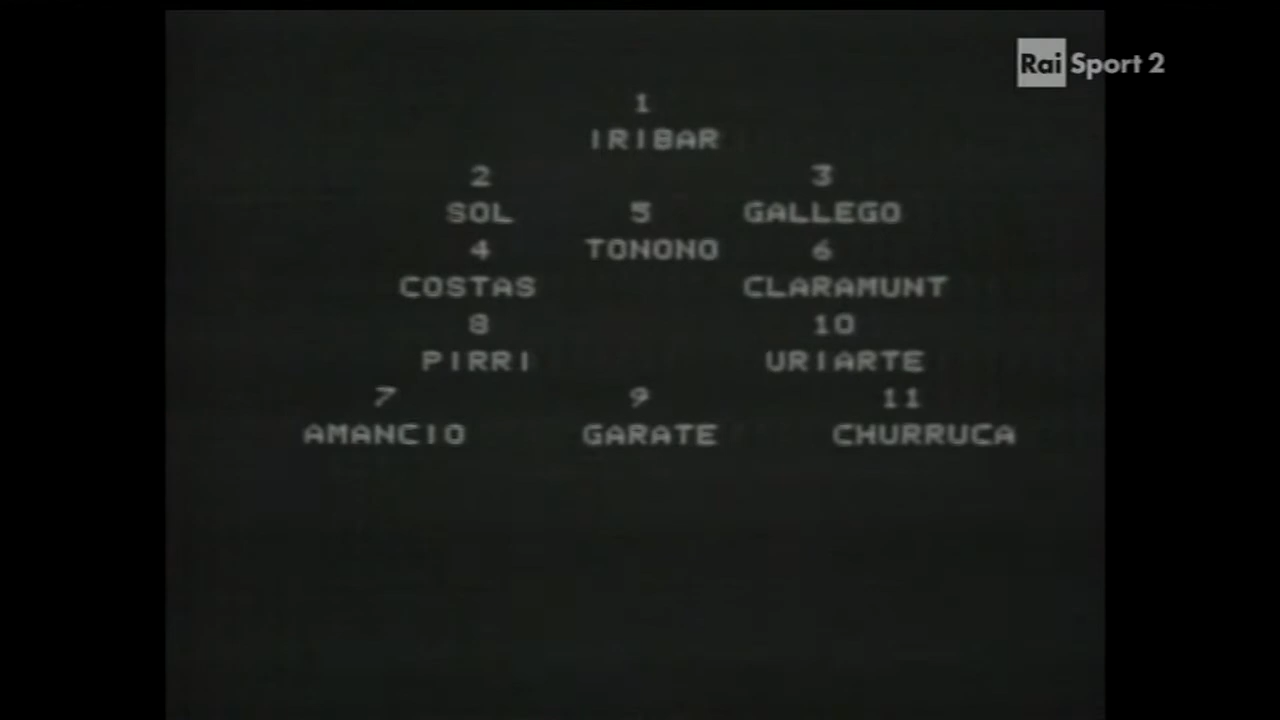 Rai Sport 2
1
IRIBAR
2 3
SOL 5 GALLEGO
4 TONONO 6
COSTAS CLARAMUNT
8 10
PIRRI URIARTE
7 9 11
AMANCIO GARATE CHURRUCA